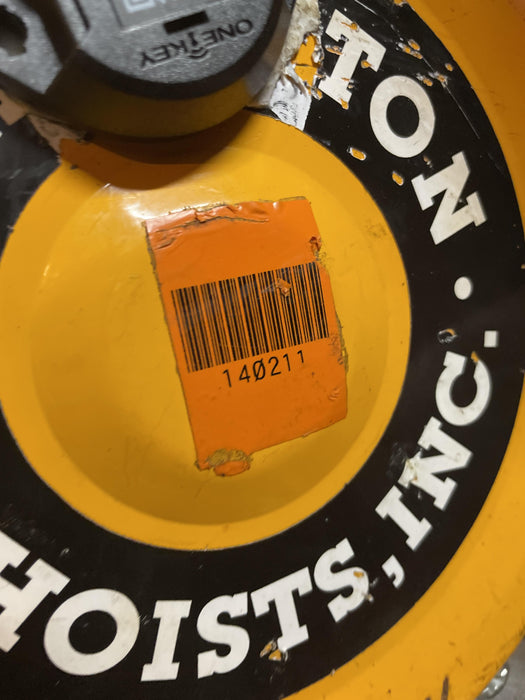 ONE KEY
TON
140211
HOISTS, INC.